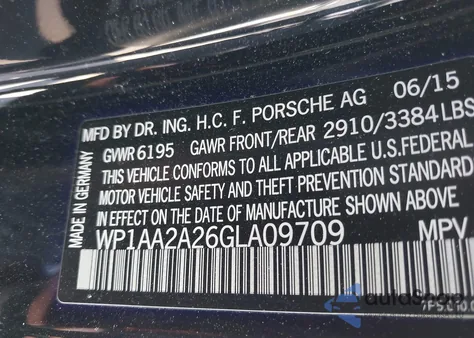 MFD BY DR. ING. H.C. F. PORSCHE AG 06/15
GVWR 6195 GAWR FRONT/REAR 2910/3384 LBS
THIS VEHICLE CONFORMS TO ALL APPLICABLE U.S.FEDERAL
MOTOR VEHICLE SAFETY AND THEFT PREVENTION STANDARD
IN EFFECT ON THE DATE OF MANUFACTURE SHOWN ABOVE
WP1AA2A26GLA09709 MPV
MADE IN GERMANY